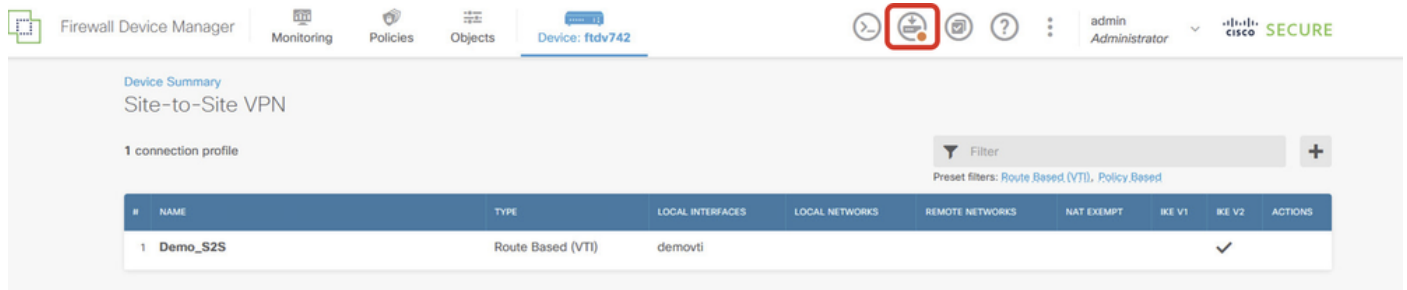 Firewall Device Manager
Monitoring
Policies
Objects
Device: ftdv742
admin
Administrator
cisco SECURE
Device Summary
Site-to-Site VPN
1 connection profile
Filter
Preset filters: Route Based (VTI), Policy Based
# NAME TYPE LOCAL INTERFACES LOCAL NETWORKS REMOTE NETWORKS NAT EXEMPT IKE V1 IKE V2 ACTIONS
1 Demo_S2S Route Based (VTI) demovti